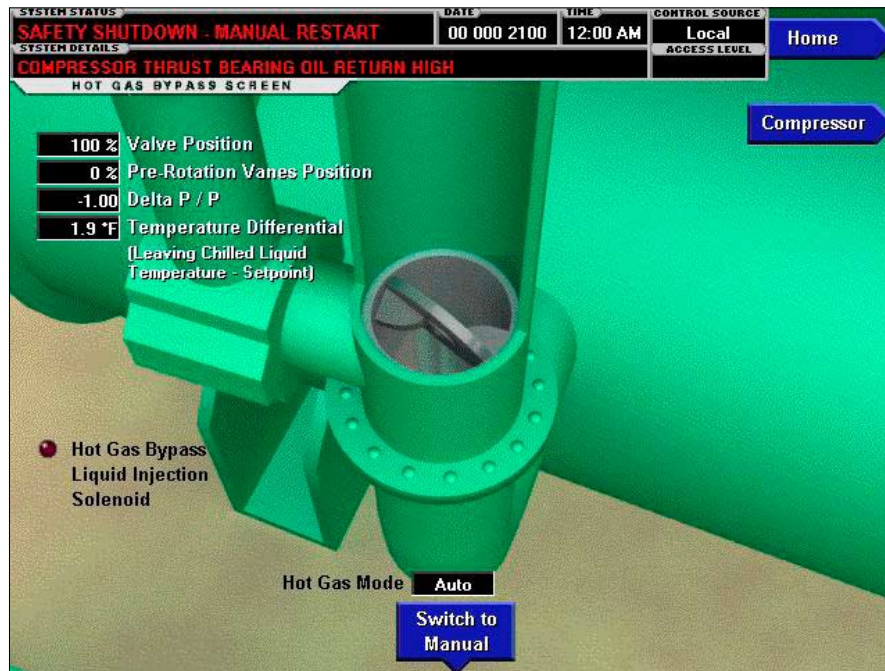 SYSTEM STATUS
SAFETY SHUTDOWN - MANUAL RESTART
DATE
00 000 2100
TIME
12:00 AM
CONTROL SOURCE
Local
ACCESS LEVEL
Home
SYSTEM DETAILS
COMPRESSOR THRUST BEARING OIL RETURN HIGH
HOT GAS BYPASS SCREEN
Compressor
100 % Valve Position
0 % Pre-Rotation Vanes Position
-1.00 Delta P / P
1.9 °F Temperature Differential
(Leaving Chilled Liquid
Temperature - Setpoint)
Hot Gas Bypass
Liquid Injection
Solenoid
Hot Gas Mode Auto
Switch to
Manual